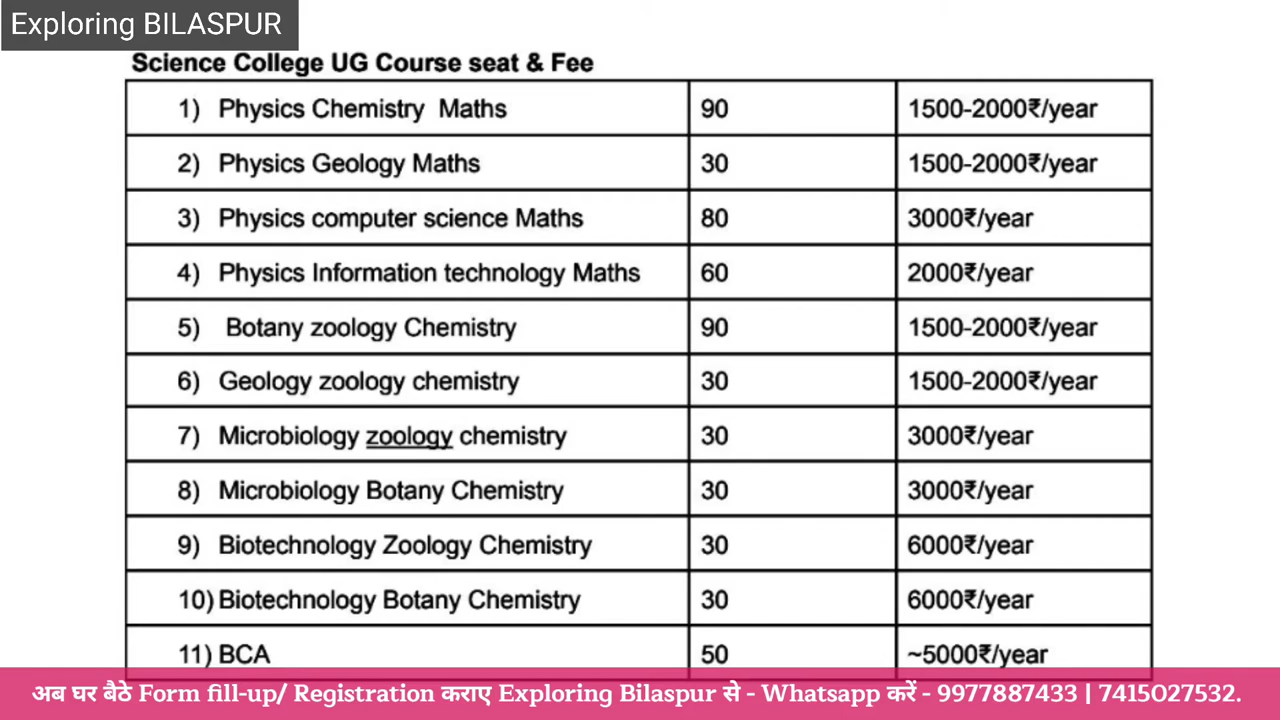 Exploring BILASPUR
Science College UG Course seat & Fee
1) Physics Chemistry Maths 90 1500-2000₹/year
2) Physics Geology Maths 30 1500-2000₹/year
3) Physics computer science Maths 80 3000₹/year
4) Physics Information technology Maths 60 2000₹/year
5) Botany zoology Chemistry 90 1500-2000₹/year
6) Geology zoology chemistry 30 1500-2000₹/year
7) Microbiology zoology chemistry 30 3000₹/year
8) Microbiology Botany Chemistry 30 3000₹/year
9) Biotechnology Zoology Chemistry 30 6000₹/year
10) Biotechnology Botany Chemistry 30 6000₹/year
11) BCA 50 ~5000₹/year
अब घर बैठे Form fill-up/ Registration कराए Exploring Bilaspur से - Whatsapp करें - 9977887433 | 7415027532.